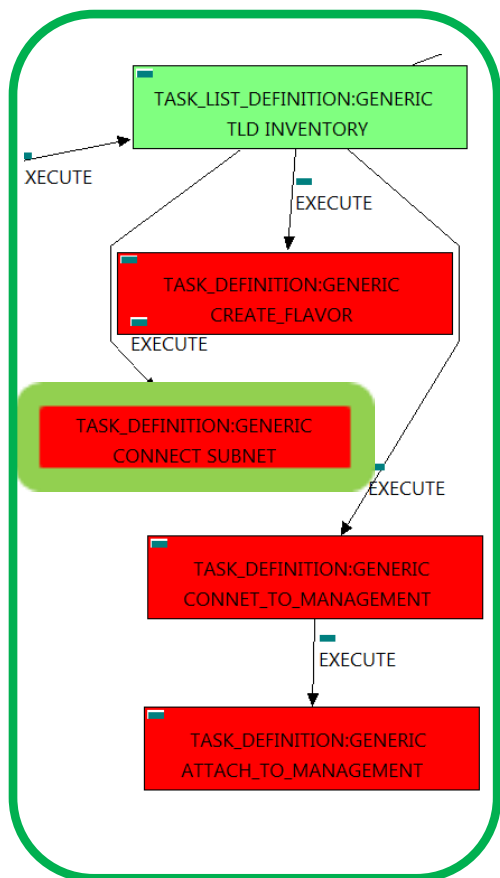 TASK_LIST_DEFINITION:GENERIC
TLD INVENTORY
XECUTE
EXECUTE
TASK_DEFINITION:GENERIC
CREATE_FLAVOR
EXECUTE
TASK_DEFINITION:GENERIC
CONNECT SUBNET
EXECUTE
TASK_DEFINITION:GENERIC
CONNET_TO_MANAGEMENT
EXECUTE
TASK_DEFINITION:GENERIC
ATTACH_TO_MANAGEMENT